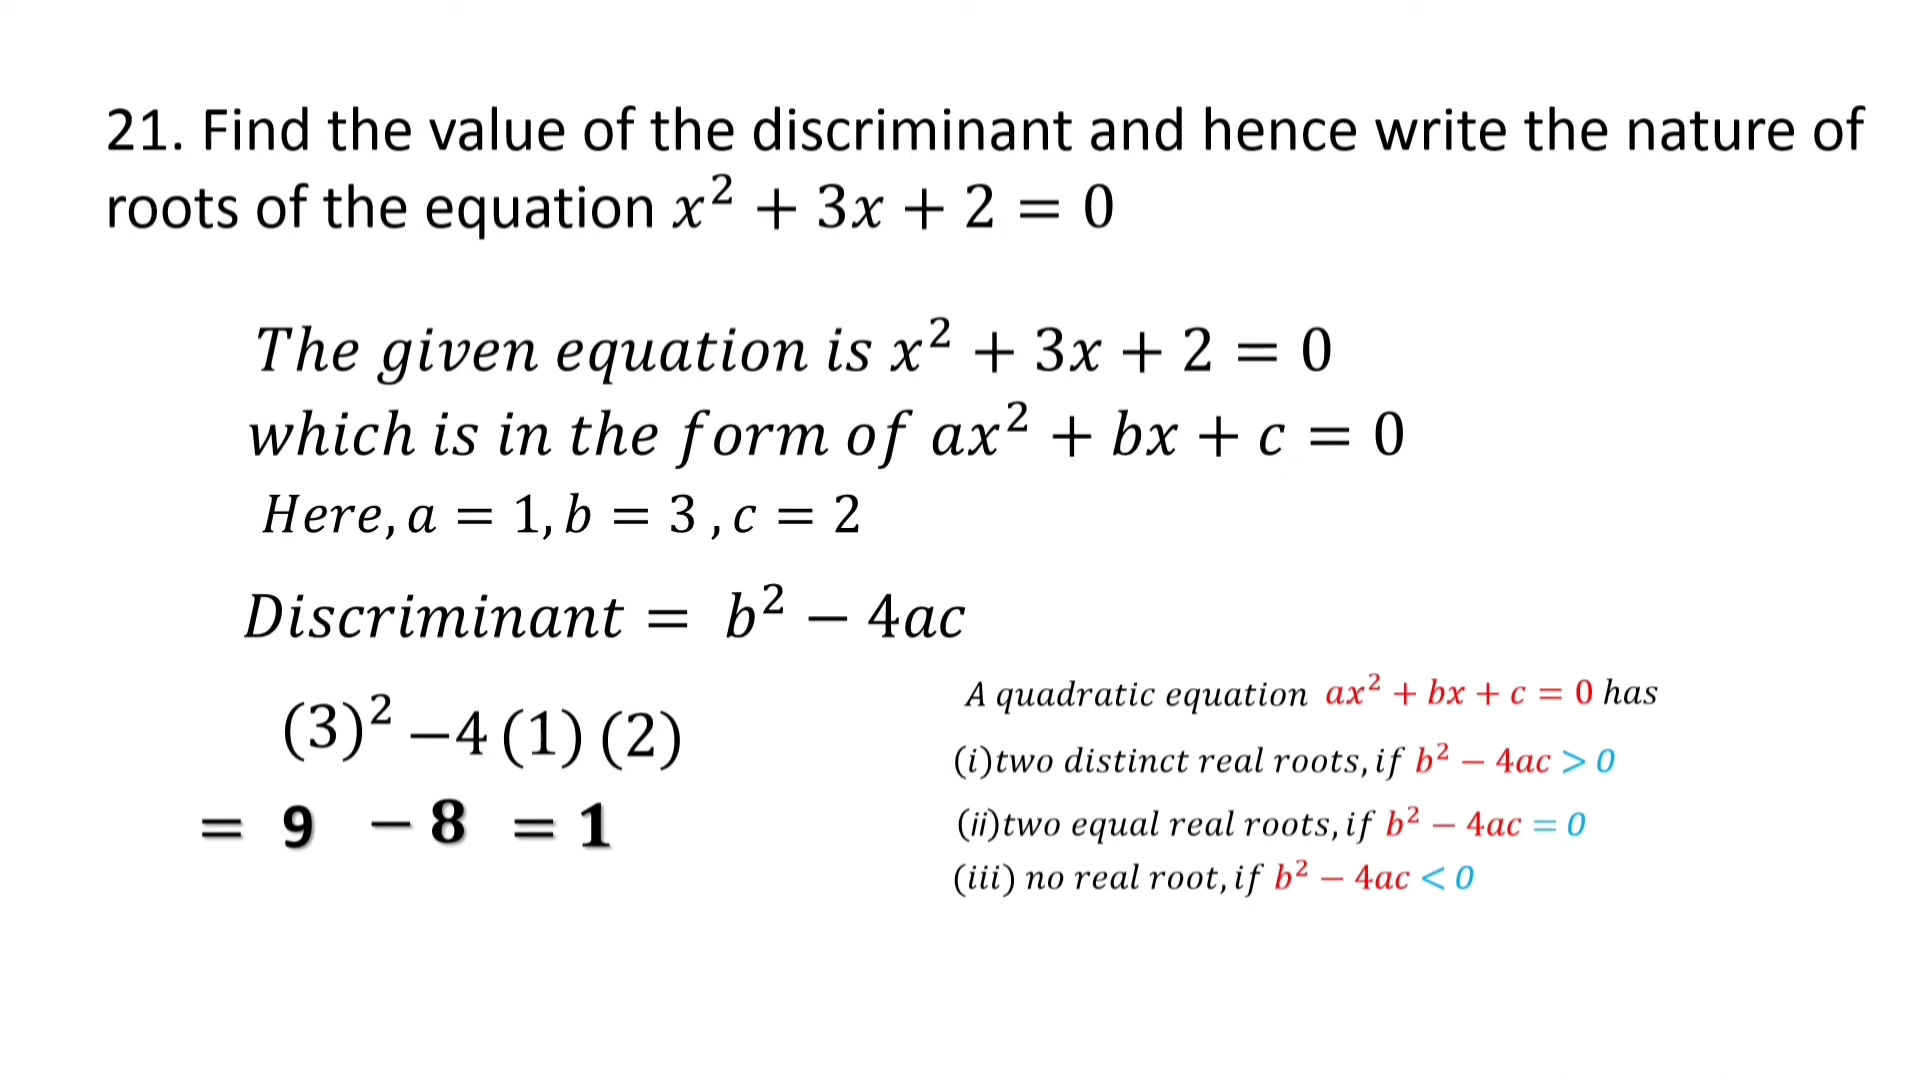 21. Find the value of the discriminant and hence write the nature of
roots of the equation x² + 3x + 2 = 0
The given equation is x² + 3x + 2 = 0
which is in the form of ax² + bx + c = 0
Here, a = 1, b = 3 , c = 2
Discriminant = b² − 4ac
(3)² −4 (1) (2)
= 9 − 8 = 1
A quadratic equation ax² + bx + c = 0 has
(i)two distinct real roots, if b² − 4ac > 0
(ii)two equal real roots, if b² − 4ac = 0
(iii) no real root, if b² − 4ac < 0